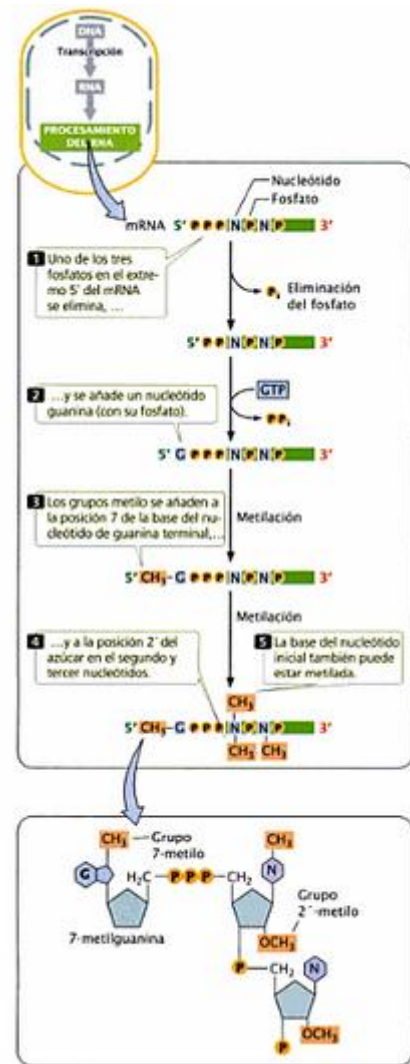 DNA
Transcripción
RNA
PROCESAMIENTO
DEL RNA
Nucleótido
Fosfato
mRNA 5' P P P N P N P 3'
1 Uno de los tres
fosfatos en el extre-
mo 5' del mRNA
se elimina, ...
Pi Eliminación
del fosfato
5' P P N P N P 3'
2 ...y se añade un nucleótido
guanina (con su fosfato).
GTP
PPi
5' G P P P N P N P 3'
3 Los grupos metilo se añaden a
la posición 7 de la base del nu-
cleótido de guanina terminal,...
Metilación
5' CH3-G P P P N P N P 3'
Metilación
4 ...y a la posición 2' del
azúcar en el segundo y
tercer nucleótidos.
5 La base del nucleótido
inicial también puede
estar metilada.
CH3
5' CH3-G P P P N P N P 3'
CH3 CH3
CH3 Grupo
7-metilo
CH3
G H2C P P P CH2 N
Grupo
2'-metilo
7-metilguanina
OCH3
P CH2 N
OCH3
P